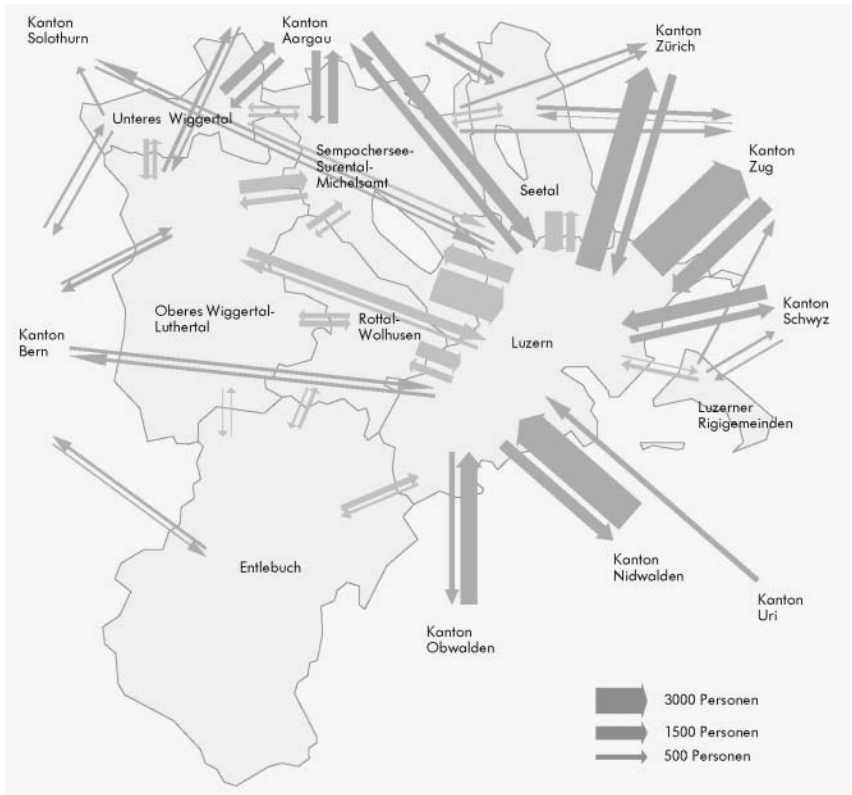 Kanton
Solothurn
Kanton
Aargau
Kanton
Zürich
Unteres Wiggertal
Sempachersee-
Surental-
Michelsamt
Seetal
Kanton
Zug
Oberes Wiggertal-
Luthertal
Rottal-
Wolhusen
Luzern
Kanton
Schwyz
Kanton
Bern
Luzerner
Rigigemeinden
Entlebuch
Kanton
Nidwalden
Kanton
Uri
Kanton
Obwalden
3000 Personen
1500 Personen
500 Personen